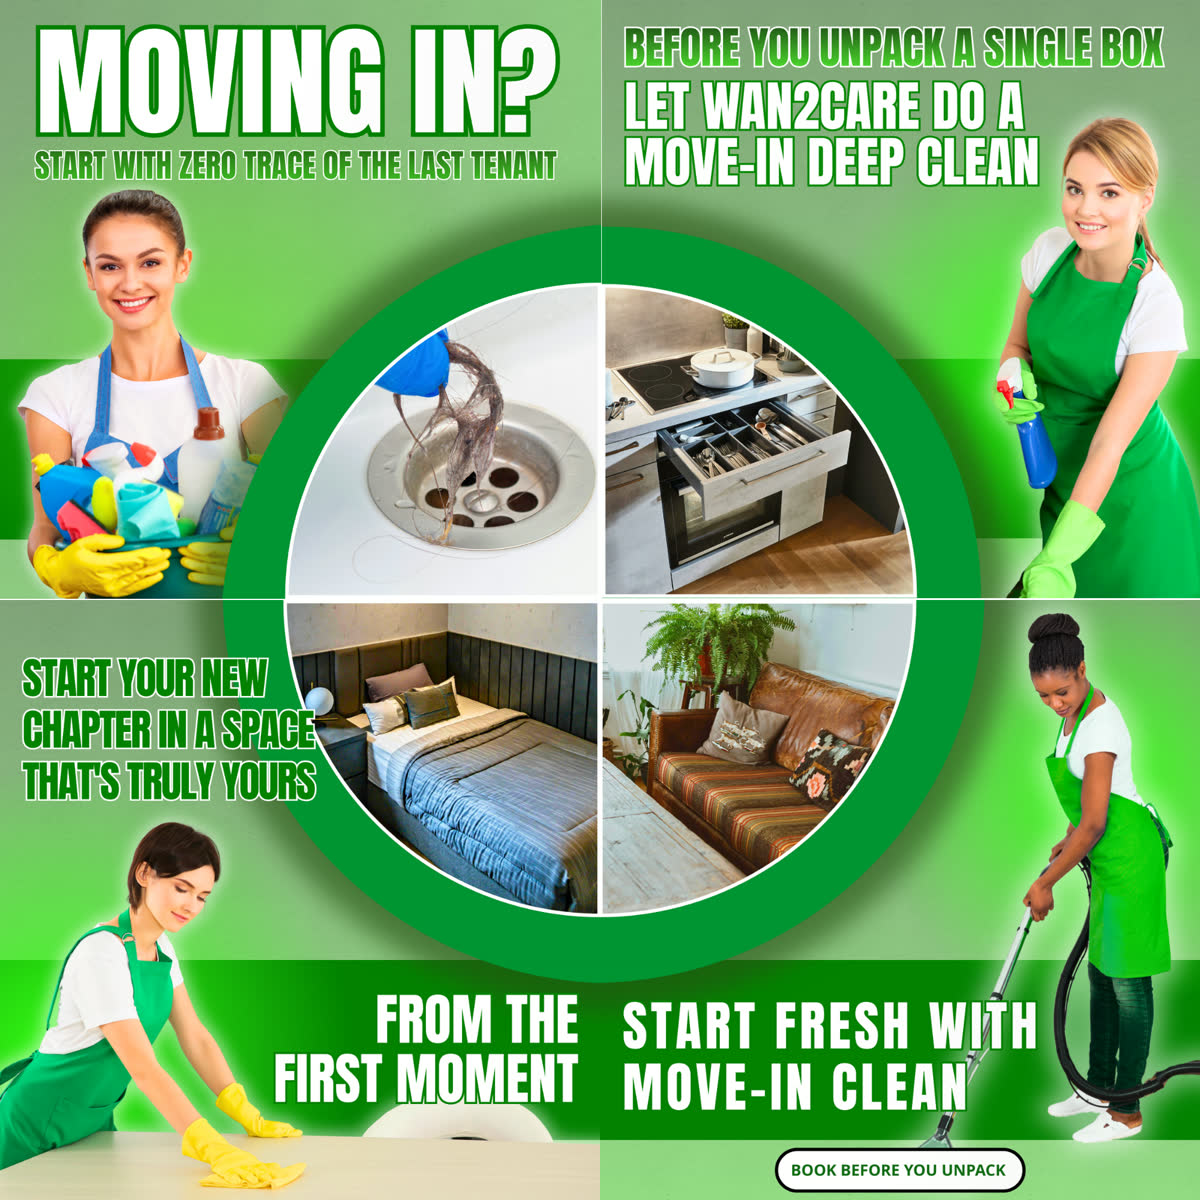 MOVING IN?
START WITH ZERO TRACE OF THE LAST TENANT
BEFORE YOU UNPACK A SINGLE BOX
LET WAN2CARE DO A
MOVE-IN DEEP CLEAN
START YOUR NEW
CHAPTER IN A SPACE
THAT'S TRULY YOURS
FROM THE
FIRST MOMENT
START FRESH WITH
MOVE-IN CLEAN
BOOK BEFORE YOU UNPACK